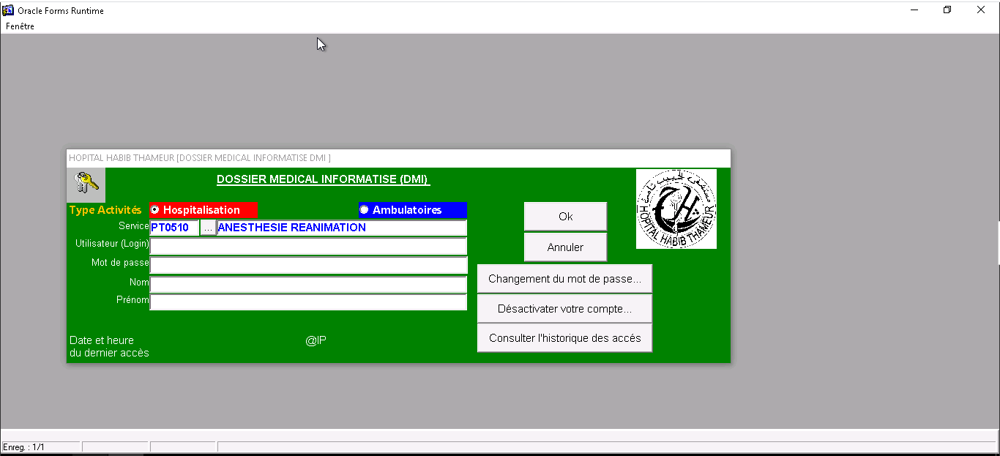 Oracle Forms Runtime
Fenêtre
HOPITAL HABIB THAMEUR [DOSSIER MEDICAL INFORMATISE DMI ]
DOSSIER MEDICAL INFORMATISE (DMI)
Type Activités Hospitalisation Ambulatoires
Service PT0510 ... ANESTHESIE REANIMATION
Utilisateur (Login)
Mot de passe
Nom
Prénom
Date et heure
du dernier accès
@IP
Ok
Annuler
Changement du mot de passe...
Désactivater votre compte...
Consulter l'historique des accés
مستشفى الحبيب ثامر
HOPITAL HABIB THAMEUR
Enreg. : 1/1